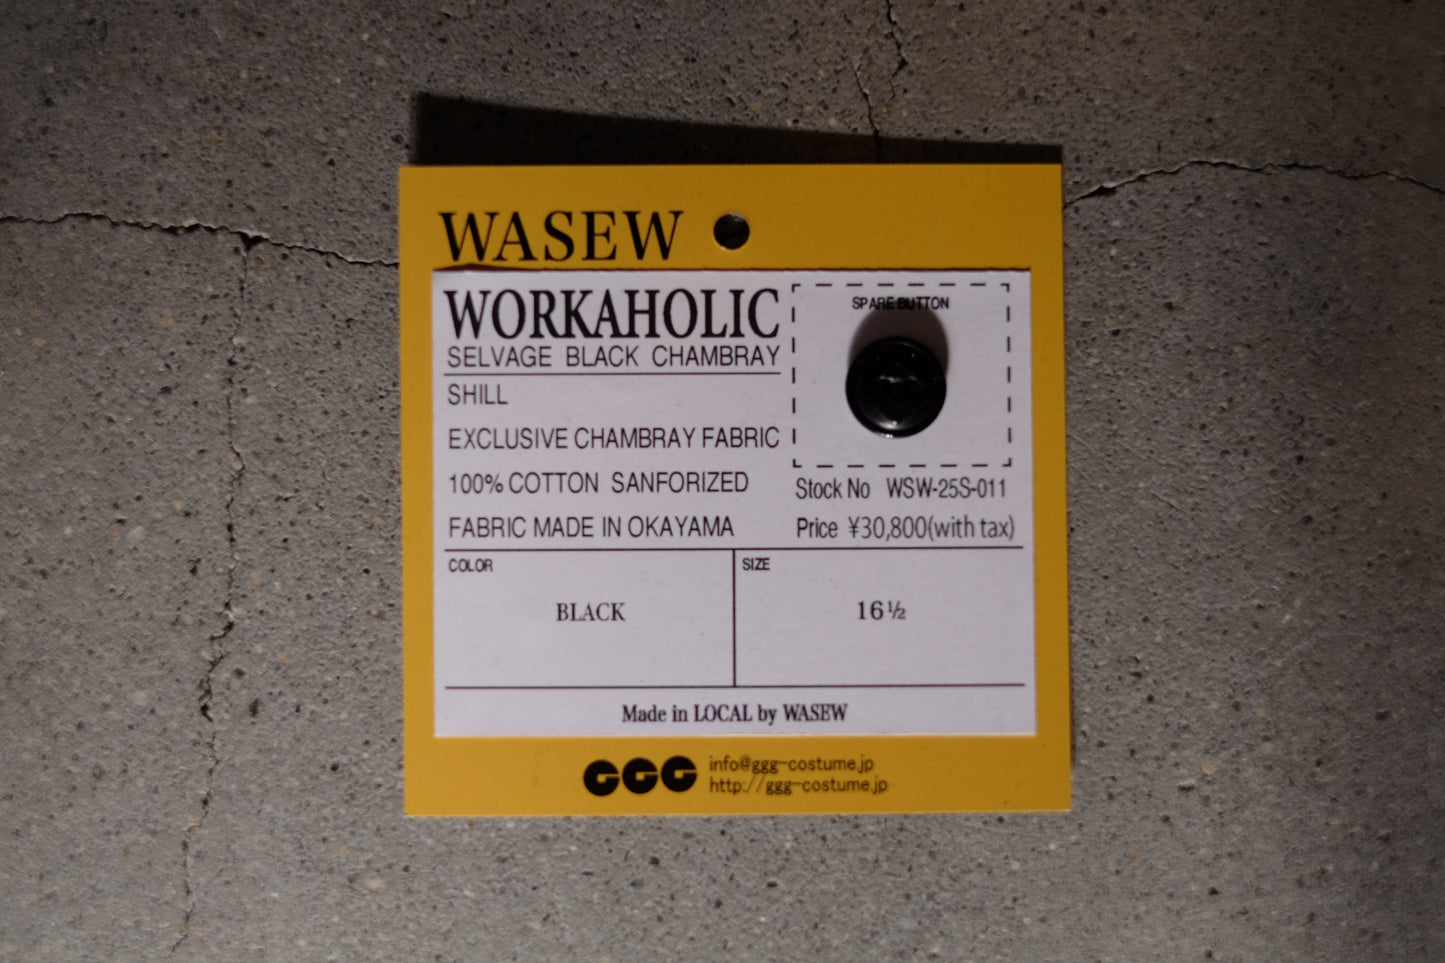 WASEW
WORKAHOLIC
SELVAGE BLACK CHAMBRAY
SHILL
EXCLUSIVE CHAMBRAY FABRIC
100% COTTON SANFORIZED
FABRIC MADE IN OKAYAMA
SPARE BUTTON
Stock No WSW-25S-011
Price ¥30,800(with tax)
COLOR
BLACK
SIZE
16½
Made in LOCAL by WASEW
GGG
info@ggg-costume.jp
http://ggg-costume.jp